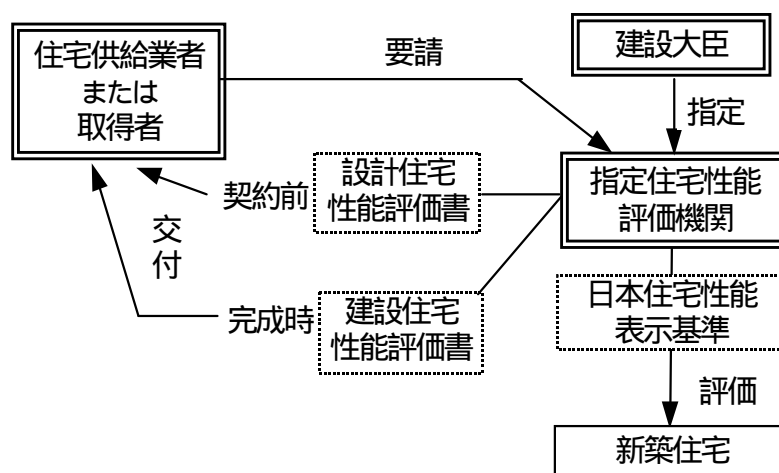 住宅供給業者
または
取得者
要請
建設大臣
指定
指定住宅性能
評価機関
契約前
設計住宅
性能評価書
交
付
完成時
建設住宅
性能評価書
日本住宅性能
表示基準
評価
新築住宅